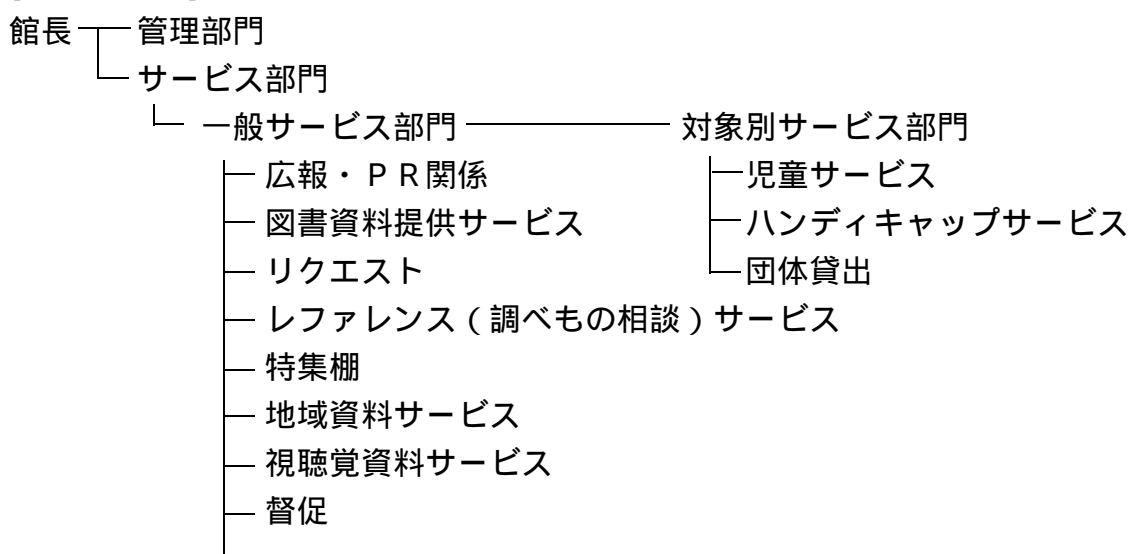 館長 管理部門
サービス部門
一般サービス部門 対象別サービス部門
広報・ＰＲ関係 児童サービス
図書資料提供サービス ハンディキャップサービス
リクエスト 団体貸出
レファレンス（調べもの相談）サービス
特集棚
地域資料サービス
視聴覚資料サービス
督促